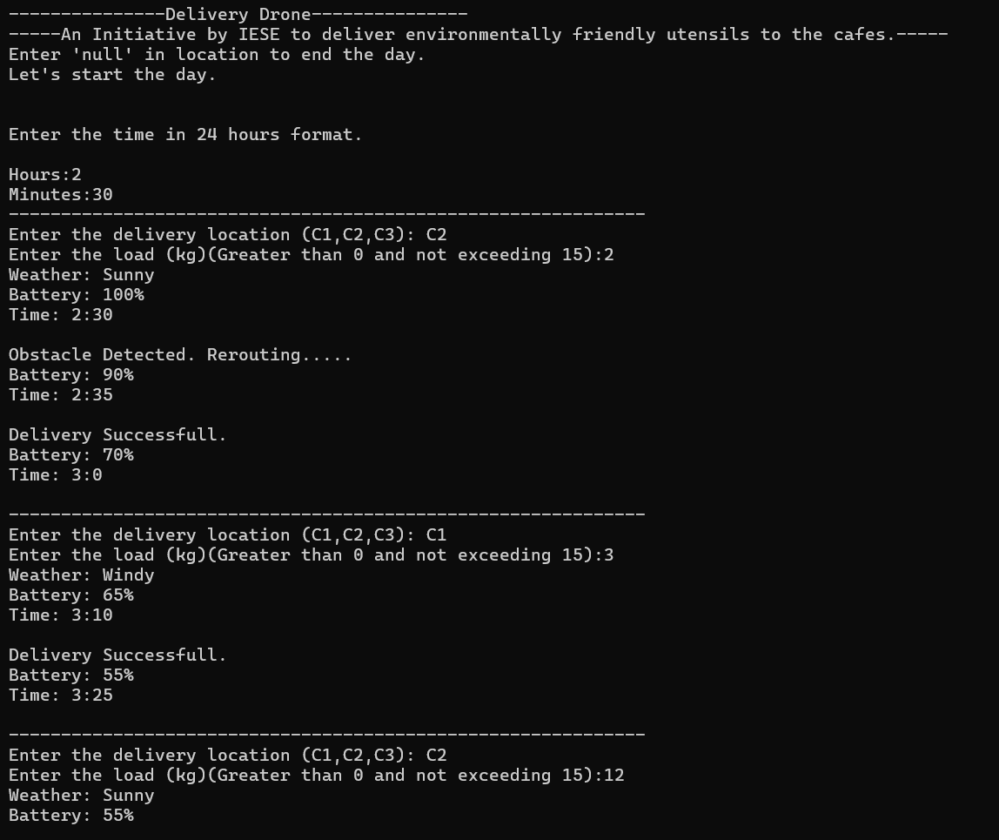 ---------------Delivery Drone---------------
-----An Initiative by IESE to deliver environmentally friendly utensils to the cafes.-----
Enter 'null' in location to end the day.
Let's start the day.
Enter the time in 24 hours format.
Hours:2
Minutes:30
-------------------------------------------------------------
Enter the delivery location (C1,C2,C3): C2
Enter the load (kg)(Greater than 0 and not exceeding 15):2
Weather: Sunny
Battery: 100%
Time: 2:30
Obstacle Detected. Rerouting.....
Battery: 90%
Time: 2:35
Delivery Successfull.
Battery: 70%
Time: 3:0
-------------------------------------------------------------
Enter the delivery location (C1,C2,C3): C1
Enter the load (kg)(Greater than 0 and not exceeding 15):3
Weather: Windy
Battery: 65%
Time: 3:10
Delivery Successfull.
Battery: 55%
Time: 3:25
-------------------------------------------------------------
Enter the delivery location (C1,C2,C3): C2
Enter the load (kg)(Greater than 0 and not exceeding 15):12
Weather: Sunny
Battery: 55%